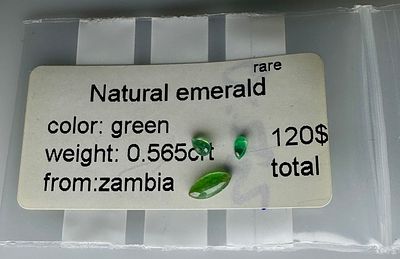 rare
Natural emerald
color: green
weight: 0.565crt
from:zambia
120$
total